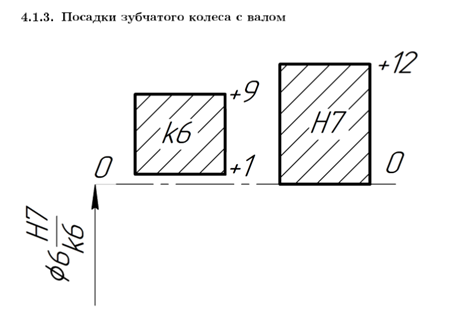 4.1.3. Посадки зубчатого колеса с валом
+12
+9
k6
H7
0
+1
0
ϕ6 H7/k6